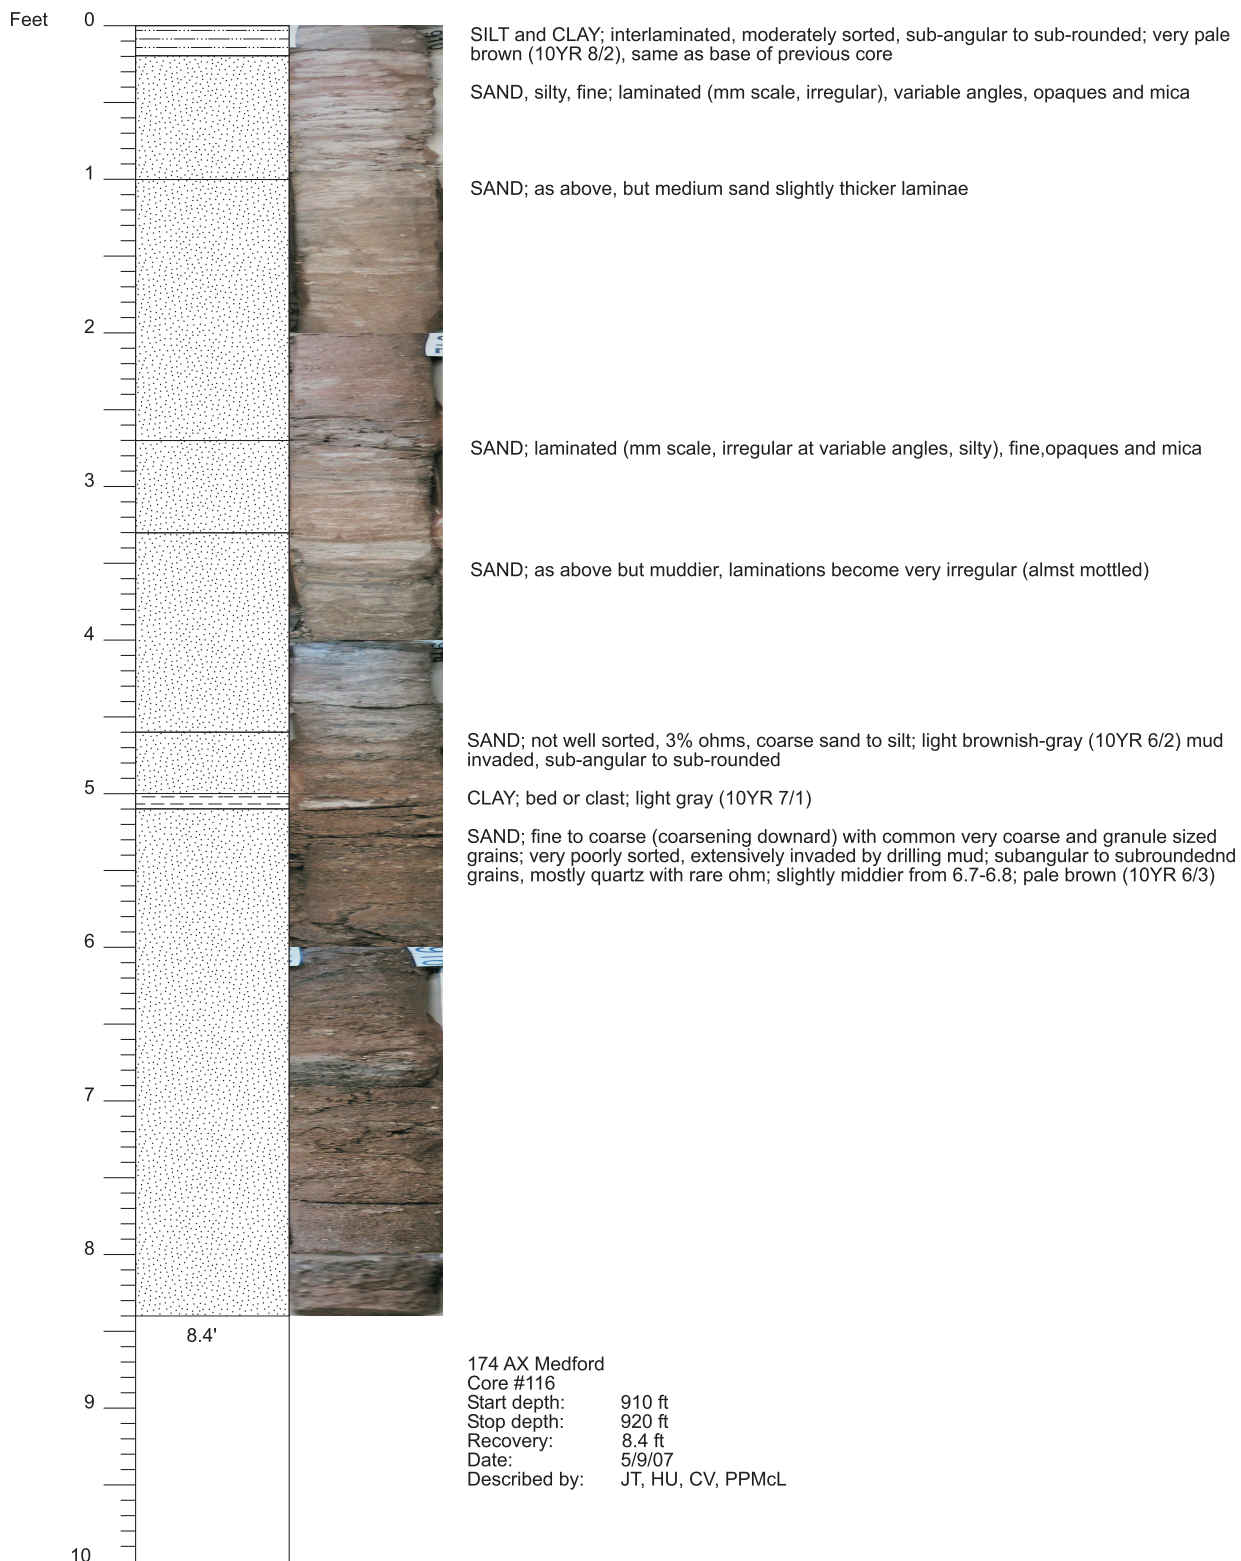 Feet
0
SILT and CLAY; interlaminated, moderately sorted, sub-angular to sub-rounded; very pale
brown (10YR 8/2), same as base of previous core
SAND, silty, fine; laminated (mm scale, irregular), variable angles, opaques and mica
1
SAND; as above, but medium sand slightly thicker laminae
2
SAND; laminated (mm scale, irregular at variable angles, silty), fine,opaques and mica
3
SAND; as above but muddier, laminations become very irregular (almst mottled)
4
SAND; not well sorted, 3% ohms, coarse sand to silt; light brownish-gray (10YR 6/2) mud
invaded, sub-angular to sub-rounded
5
CLAY; bed or clast; light gray (10YR 7/1)
SAND; fine to coarse (coarsening downard) with common very coarse and granule sized
grains; very poorly sorted, extensively invaded by drilling mud; subangular to subroundednd
grains, mostly quartz with rare ohm; slightly middier from 6.7-6.8; pale brown (10YR 6/3)
6
7
8
8.4'
174 AX Medford
Core #116
Start depth: 910 ft
9
Stop depth: 920 ft
Recovery: 8.4 ft
Date: 5/9/07
Described by: JT, HU, CV, PPMcL
10